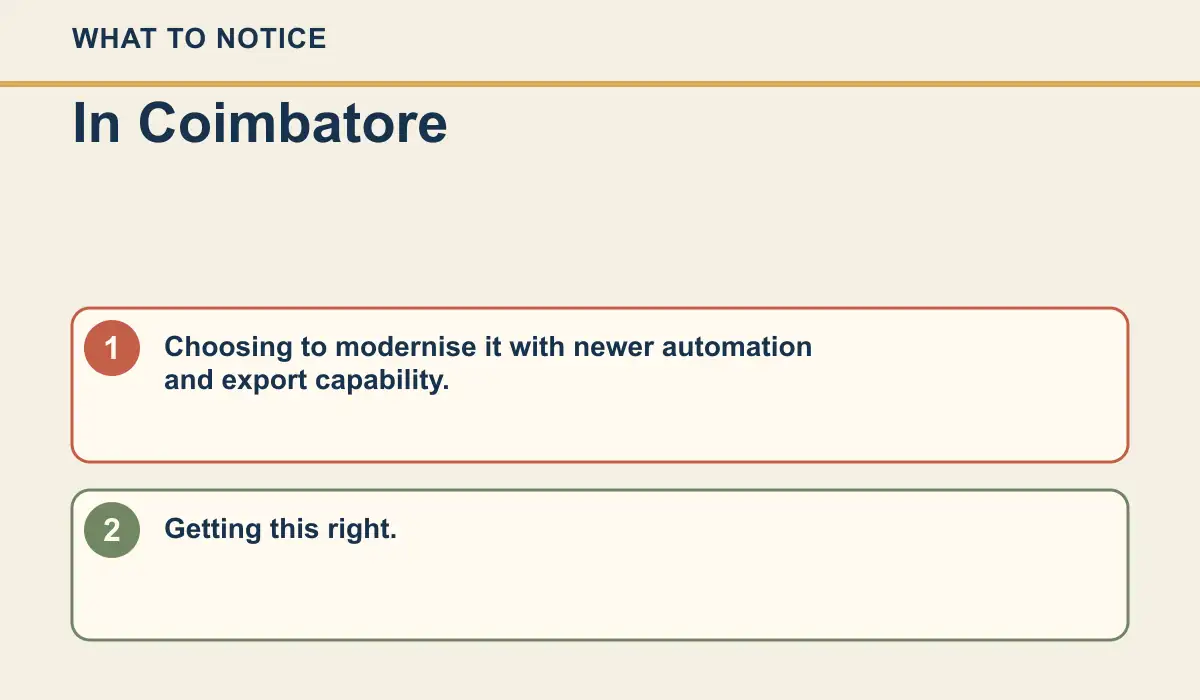 WHAT TO NOTICE
In Coimbatore
1
Choosing to modernise it with newer automation
and export capability.
2
Getting this right.